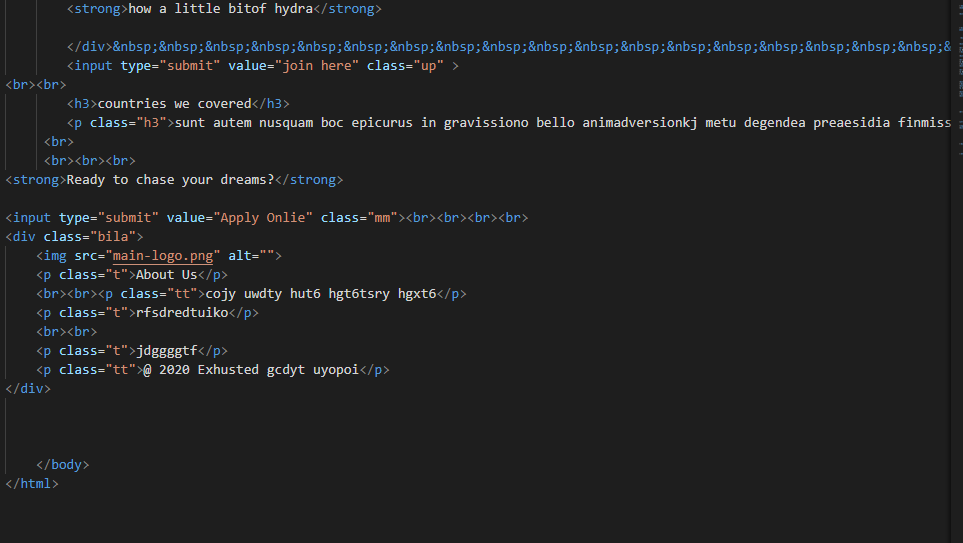 <strong>how a little bitof hydra</strong>
</div>&nbsp;&nbsp;&nbsp;&nbsp;&nbsp;&nbsp;&nbsp;&nbsp;&nbsp;&nbsp;&nbsp;&nbsp;&nbsp;&nbsp;&nbsp;&nbsp;&nbsp;&nbsp;&
<input type="submit" value="join here" class="up" >
<br><br>
<h3>countries we covered</h3>
<p class="h3">sunt autem nusquam boc epicurus in gravissiono bello animadversionkj metu degendea preaesidia finmiss
<br>
<br><br><br>
<strong>Ready to chase your dreams?</strong>
<input type="submit" value="Apply Onlie" class="mm"><br><br><br><br>
<div class="bila">
<img src="main-logo.png" alt="">
<p class="t">About Us</p>
<br><br><p class="tt">cojy uwdty hut6 hgt6tsry hgxt6</p>
<p class="t">rfsdredtuiko</p>
<br><br>
<p class="t">jdggggtf</p>
<p class="tt">@ 2020 Exhusted gcdyt uyopoi</p>
</div>
</body>
</html>